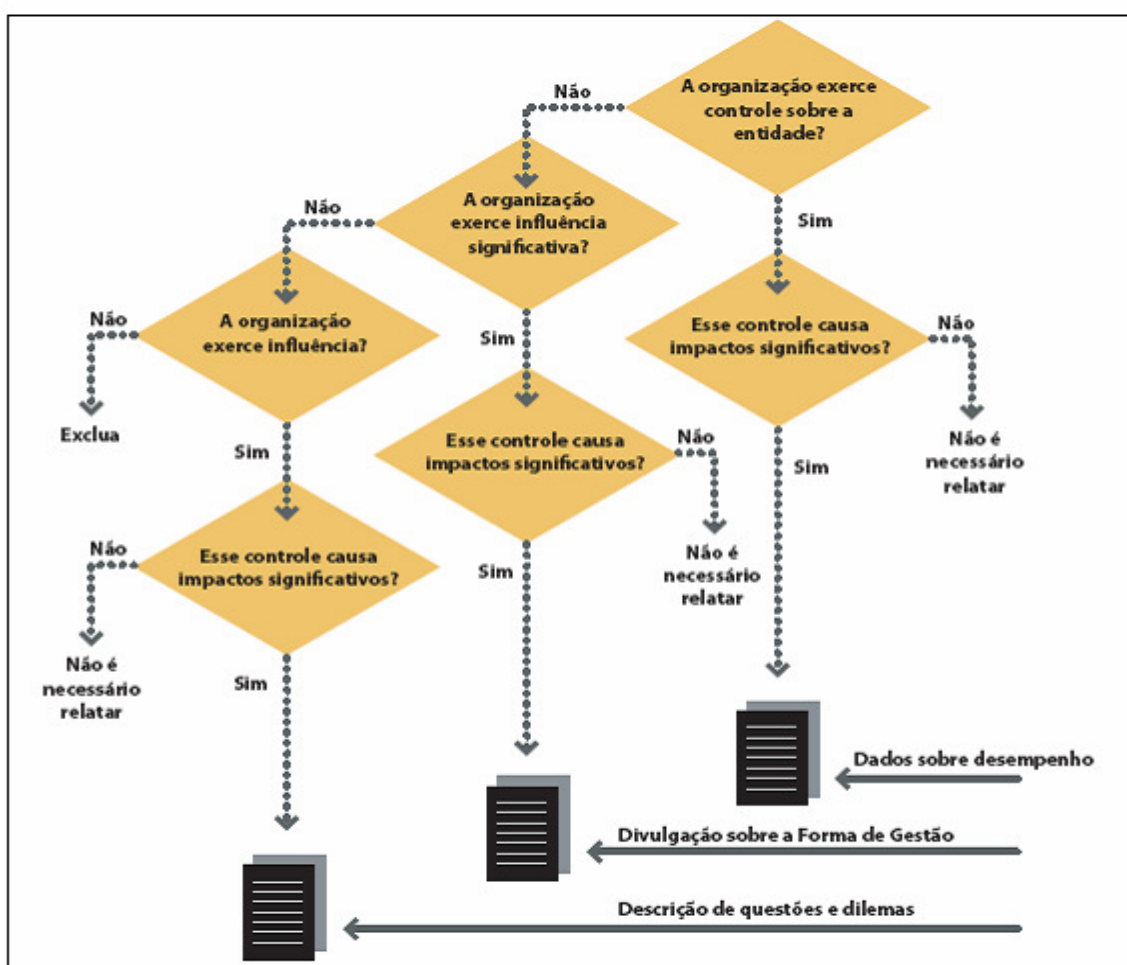 A organização exerce
controle sobre a
entidade?
Não
Sim
A organização
exerce influência
significativa?
Não
Sim
Esse controle causa
impactos significativos?
Não
Não é
necessário
relatar
Sim
A organização
exerce influência?
Não
Exclua
Sim
Esse controle causa
impactos significativos?
Não
Não é
necessário
relatar
Sim
Esse controle causa
impactos significativos?
Não
Não é
necessário
relatar
Sim
Dados sobre desempenho
Divulgação sobre a Forma de Gestão
Descrição de questões e dilemas